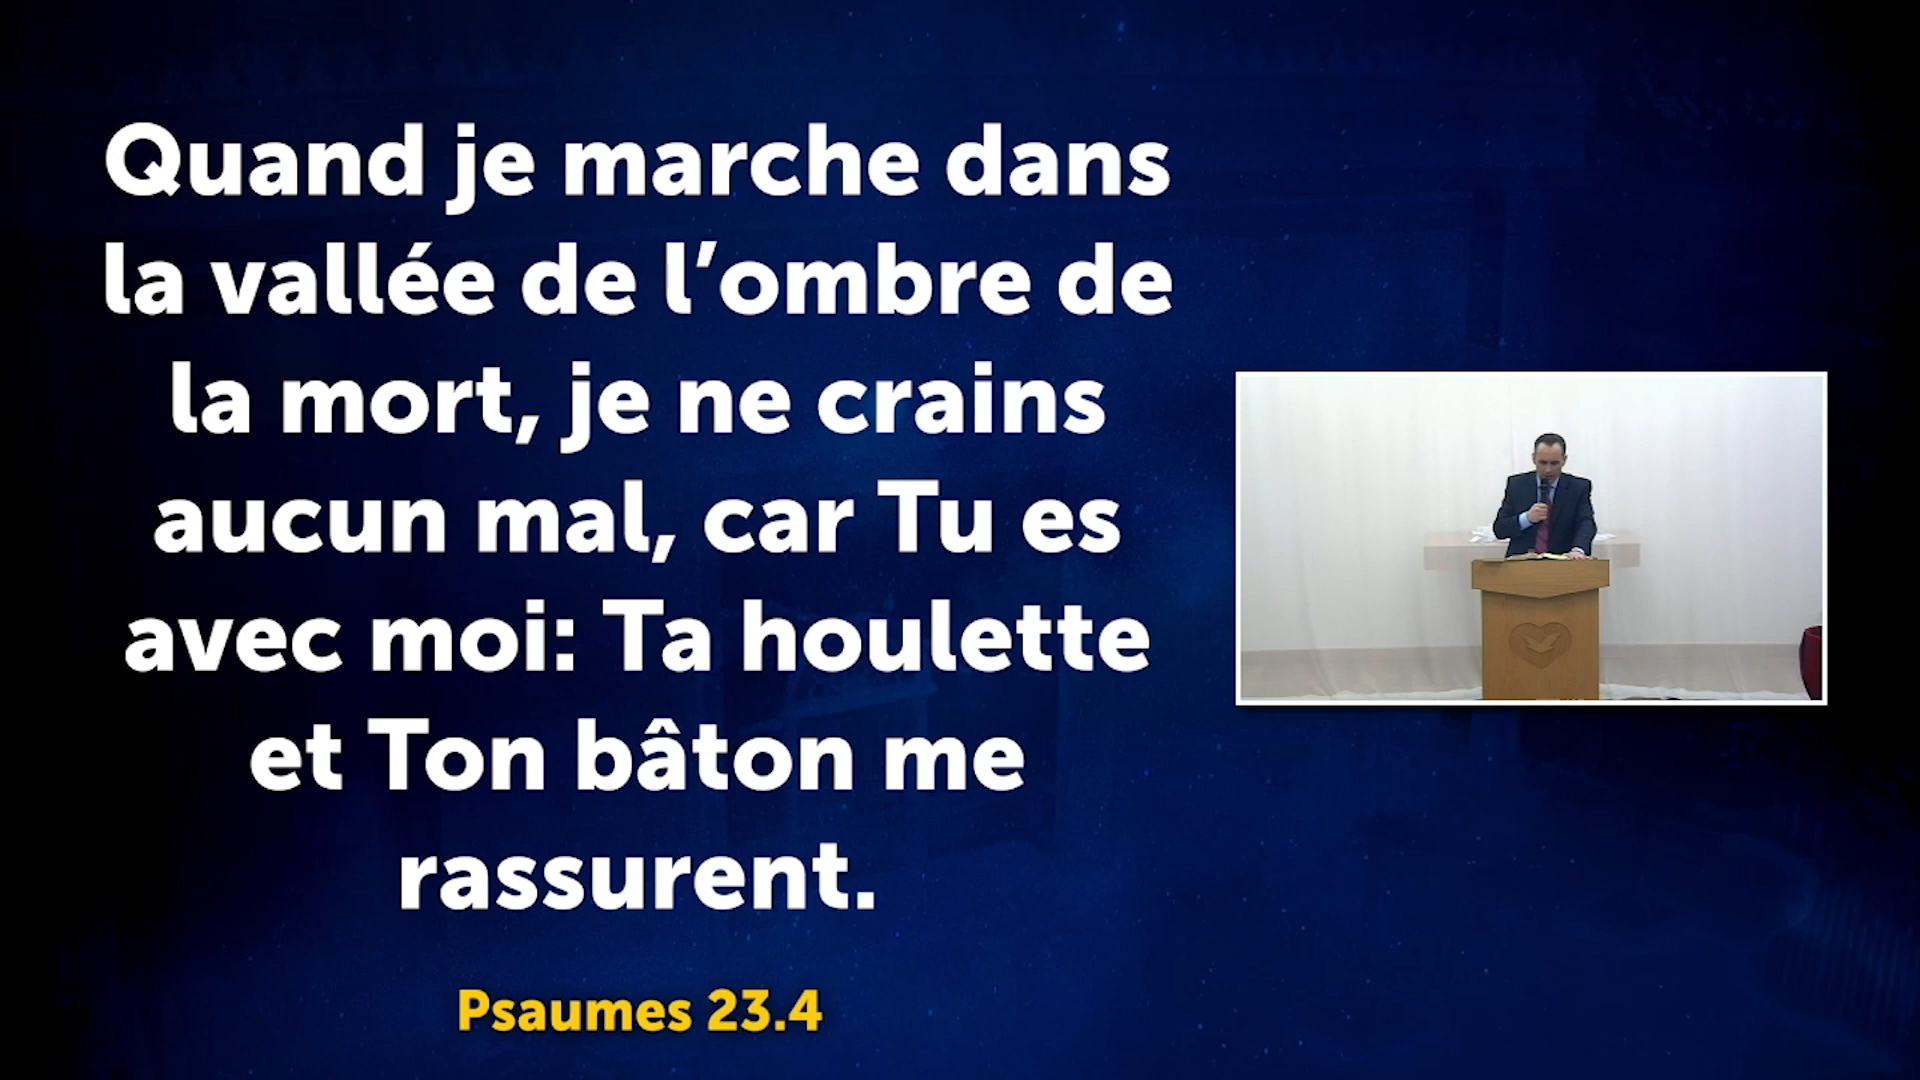 Quand je marche dans
la vallée de l’ombre de
la mort, je ne crains
aucun mal, car Tu es
avec moi: Ta houlette
et Ton bâton me
rassurent.
Psaumes 23.4